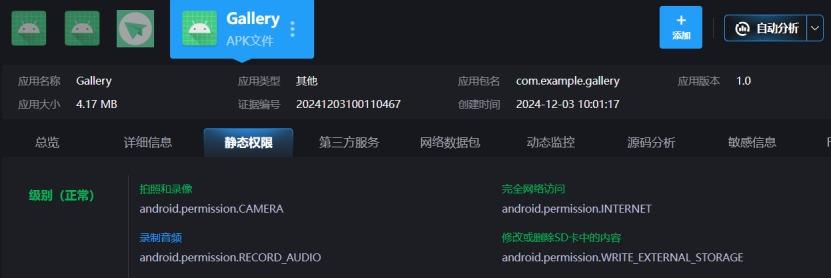 Gallery
APK文件
+
添加
自动分析
应用名称 Gallery 应用类型 其他 应用包名 com.example.gallery 应用版本 1.0
应用大小 4.17 MB 证据编号 20241203100110467 创建时间 2024-12-03 10:01:17
总览 详细信息 静态权限 第三方服务 网络数据包 动态监控 源码分析 敏感信息
级别（正常）
拍照和录像 完全网络访问
android.permission.CAMERA android.permission.INTERNET
录制音频 修改或删除SD卡中的内容
android.permission.RECORD_AUDIO android.permission.WRITE_EXTERNAL_STORAGE